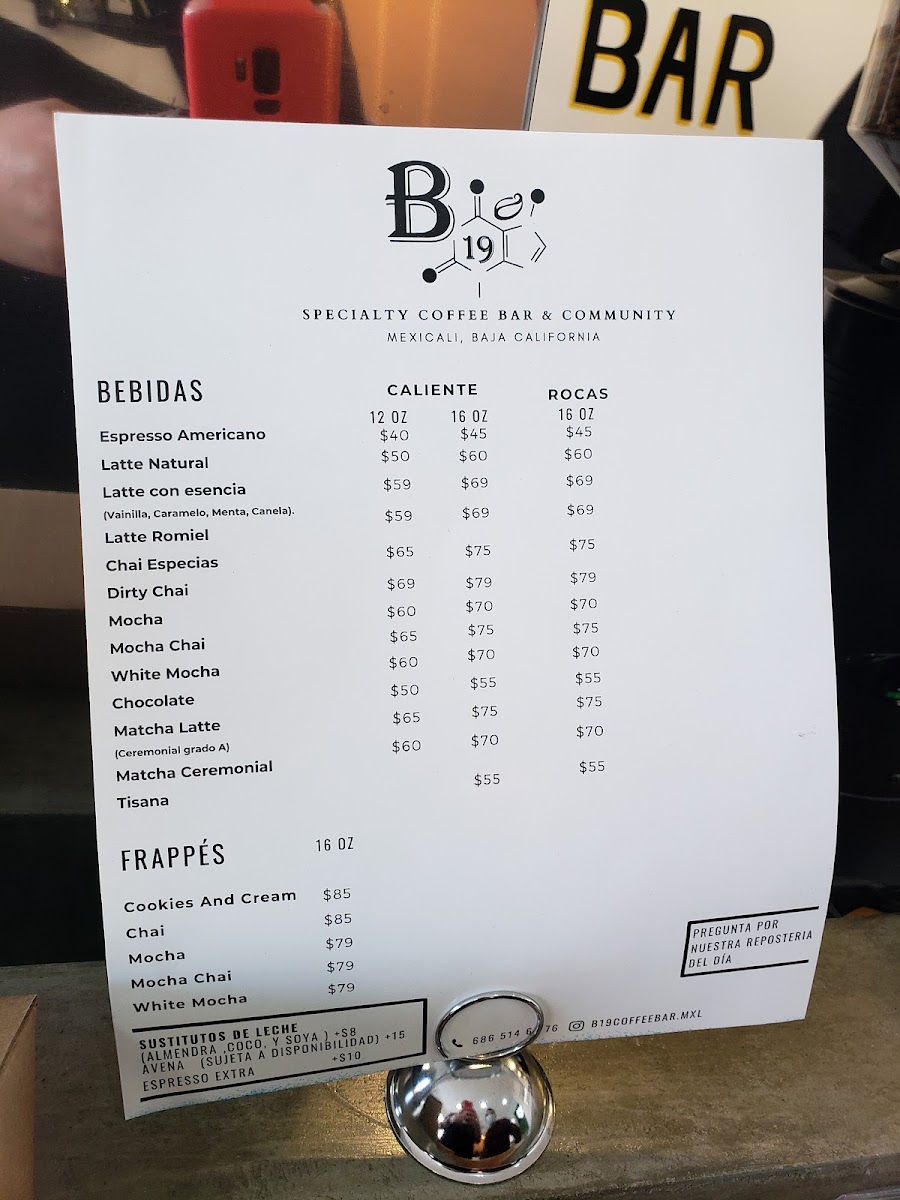 BAR
B
19
SPECIALTY COFFEE BAR & COMMUNITY
MEXICALI, BAJA CALIFORNIA
BEBIDAS CALIENTE ROCAS
12 OZ 16 OZ 16 OZ
Espresso Americano $40 $45 $45
Latte Natural $50 $60 $60
Latte con esencia $59 $69 $69
(Vainilla, Caramelo, Menta, Canela).
Latte Romiel $59 $69 $69
Chai Especias $65 $75 $75
Dirty Chai $69 $79 $79
Mocha $60 $70 $70
Mocha Chai $65 $75 $75
White Mocha $60 $70 $70
Chocolate $50 $55 $55
Matcha Latte $65 $75 $75
(Ceremonial grado A)
Matcha Ceremonial $60 $70 $70
Tisana $55 $55
FRAPPÉS 16 OZ
Cookies And Cream $85
Chai $85
Mocha $79
Mocha Chai $79
White Mocha $79
SUSTITUTOS DE LECHE
(ALMENDRA ,COCO, Y SOYA ) +$8
AVENA (SUJETA A DISPONIBILIDAD) +15
ESPRESSO EXTRA +$10
PREGUNTA POR
NUESTRA REPOSTERIA
DEL DÍA
686 514 B19COFFEEBAR.MXL